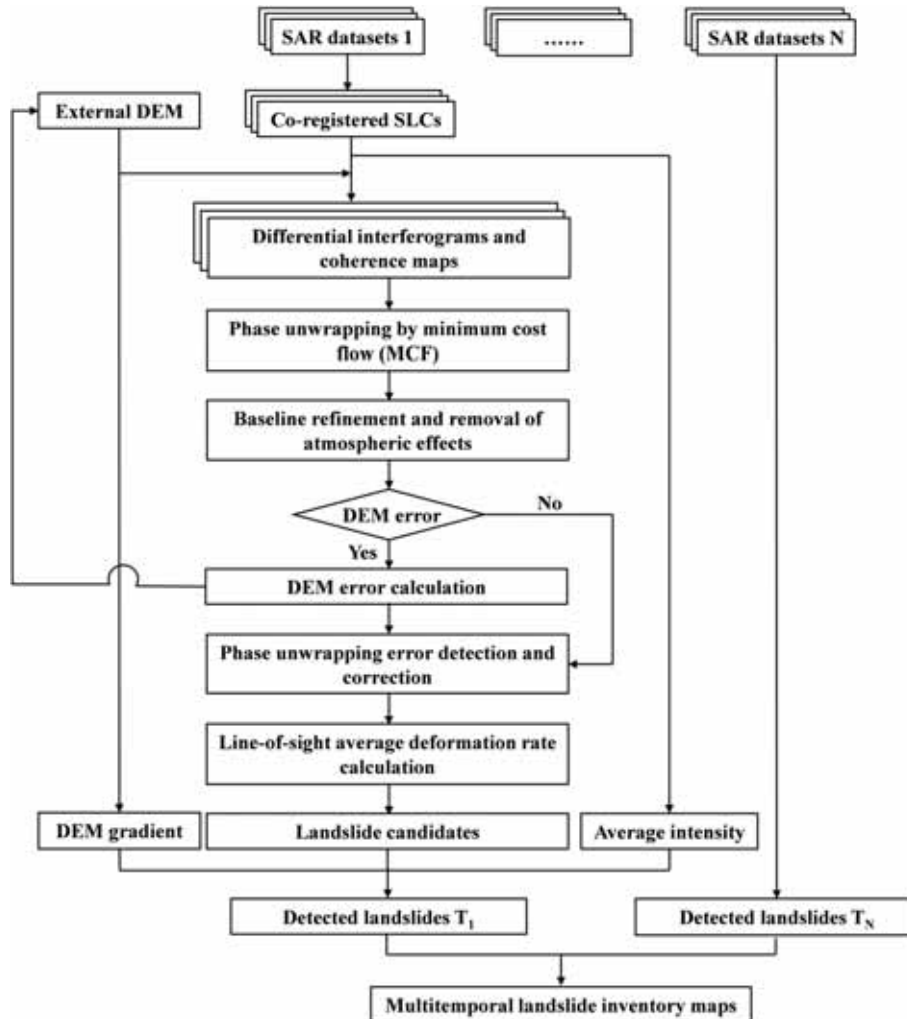 SAR datasets 1
......
SAR datasets N
External DEM
Co-registered SLCs
Differential interferograms and
coherence maps
Phase unwrapping by minimum cost
flow (MCF)
Baseline refinement and removal of
atmospheric effects
DEM error
No
Yes
DEM error calculation
Phase unwrapping error detection and
correction
Line-of-sight average deformation rate
calculation
DEM gradient
Landslide candidates
Average intensity
Detected landslides T1
Detected landslides TN
Multitemporal landslide inventory maps